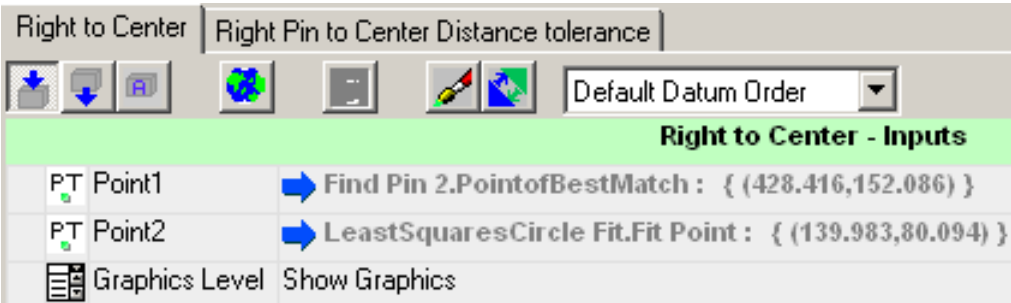 Right to Center Right Pin to Center Distance tolerance
A Default Datum Order
Right to Center - Inputs
PT Point1 Find Pin 2.PointofBestMatch : { (428.416,152.086) }
PT Point2 LeastSquaresCircle Fit.Fit Point : { (139.983,80.094) }
Graphics Level Show Graphics